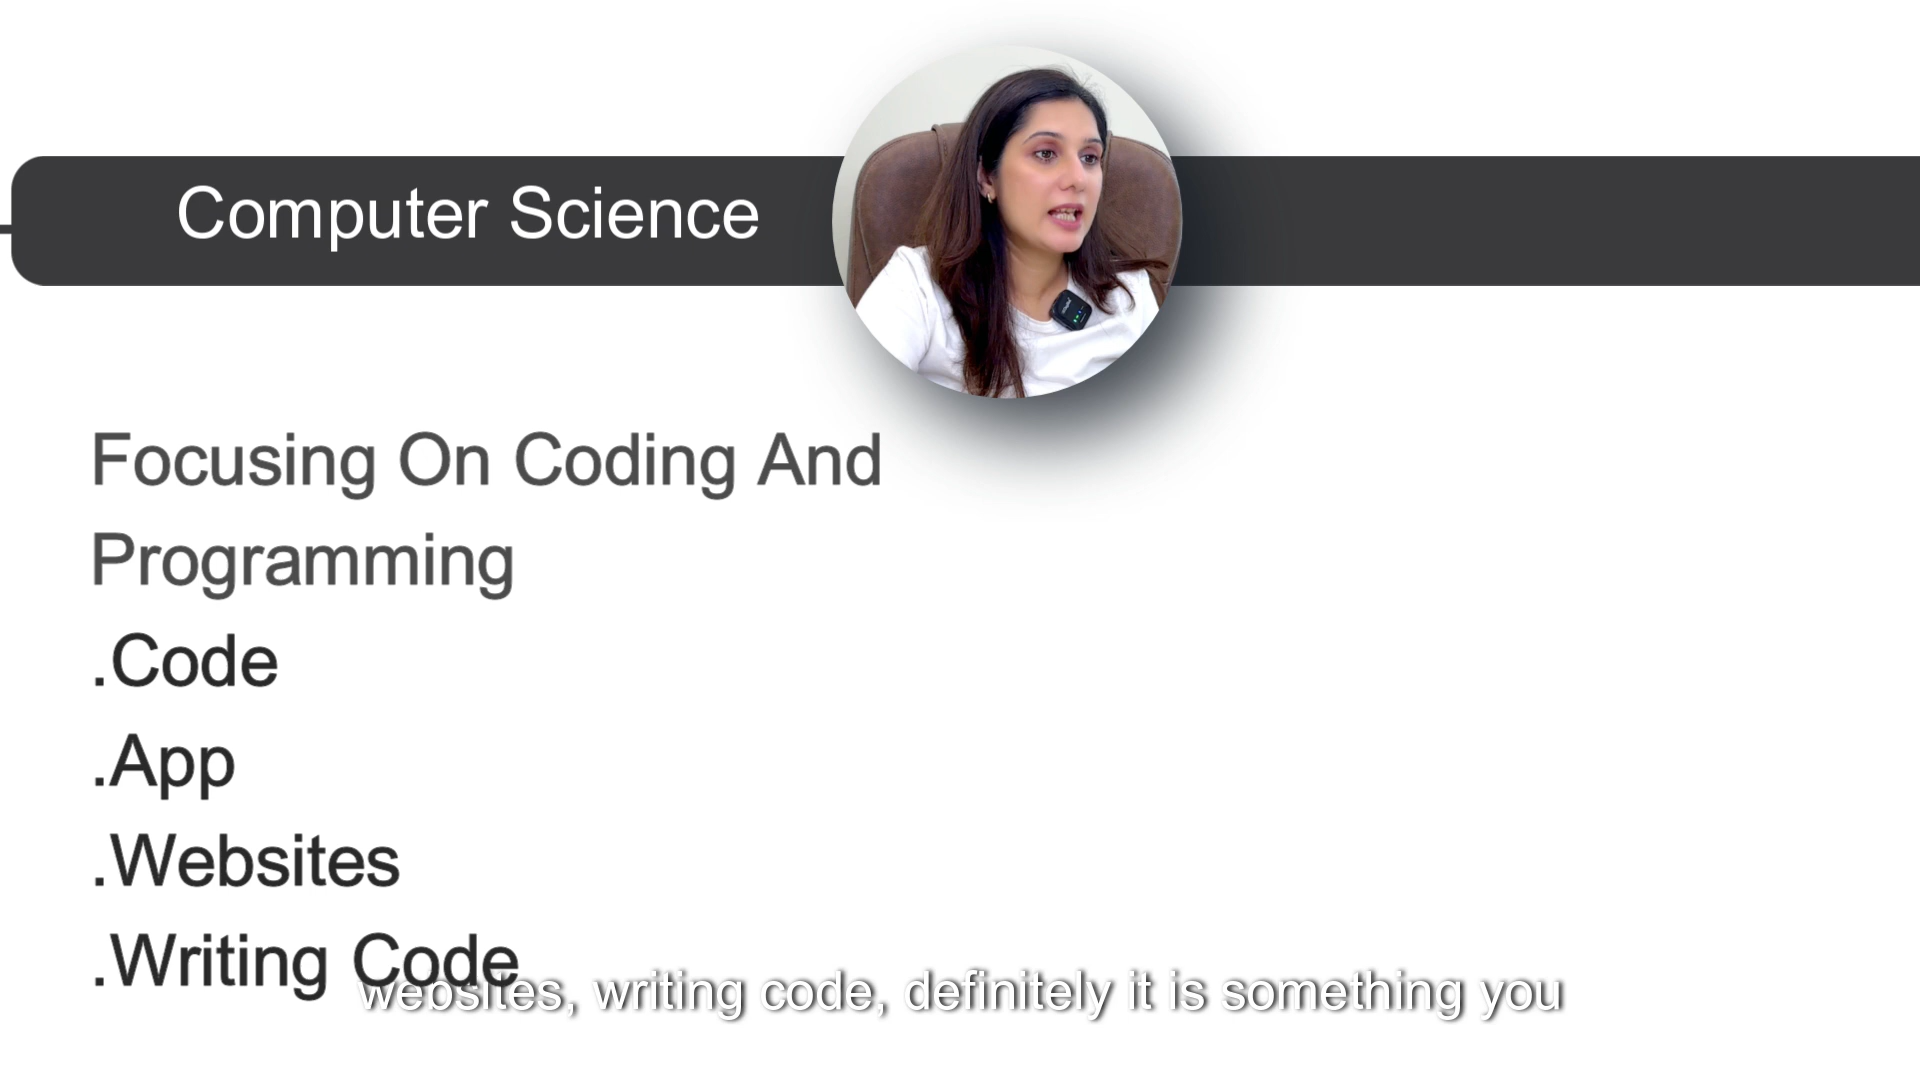 Computer Science
Focusing On Coding And
Programming
.Code
.App
.Websites
.Writing Code
websites, writing code, definitely it is something you